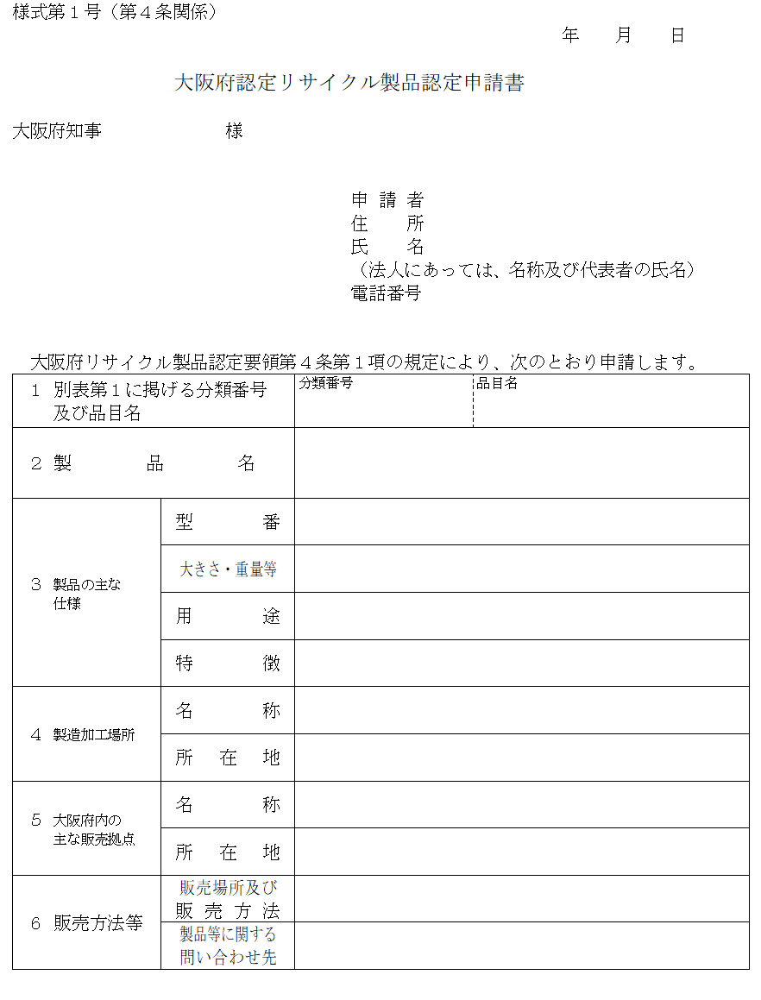 様式第１号（第４条関係）
年　　月　　日
大阪府認定リサイクル製品認定申請書
大阪府知事　　　　　　　様
申 請 者
住　　所
氏　　名
（法人にあっては、名称及び代表者の氏名）
電話番号
大阪府リサイクル製品認定要領第４条第１項の規定により、次のとおり申請します。
１ 別表第１に掲げる分類番号
及び品目名
分類番号
品目名
２ 製　　　　品　　　　名
３ 製品の主な
仕様
型　　　　番
大きさ・重量等
用　　　　途
特　　　　徴
４ 製造加工場所
名　　　　称
所　在　地
５ 大阪府内の
主な販売拠点
名　　　　称
所　在　地
６ 販売方法等
販売場所及び
販 売 方 法
製品等に関する
問い合わせ先